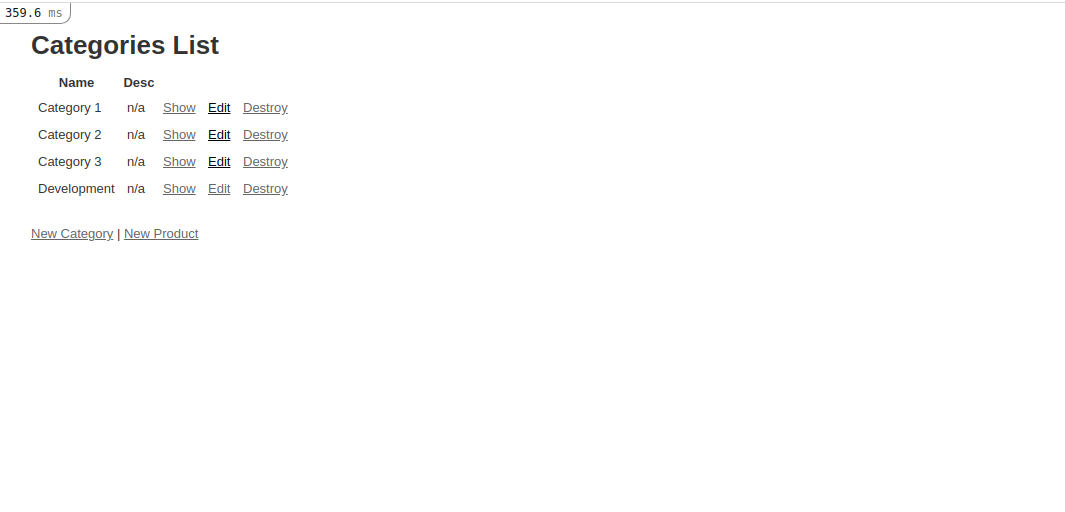 359.6 ms
Categories List
Name Desc
Category 1 n/a Show Edit Destroy
Category 2 n/a Show Edit Destroy
Category 3 n/a Show Edit Destroy
Development n/a Show Edit Destroy
New Category | New Product